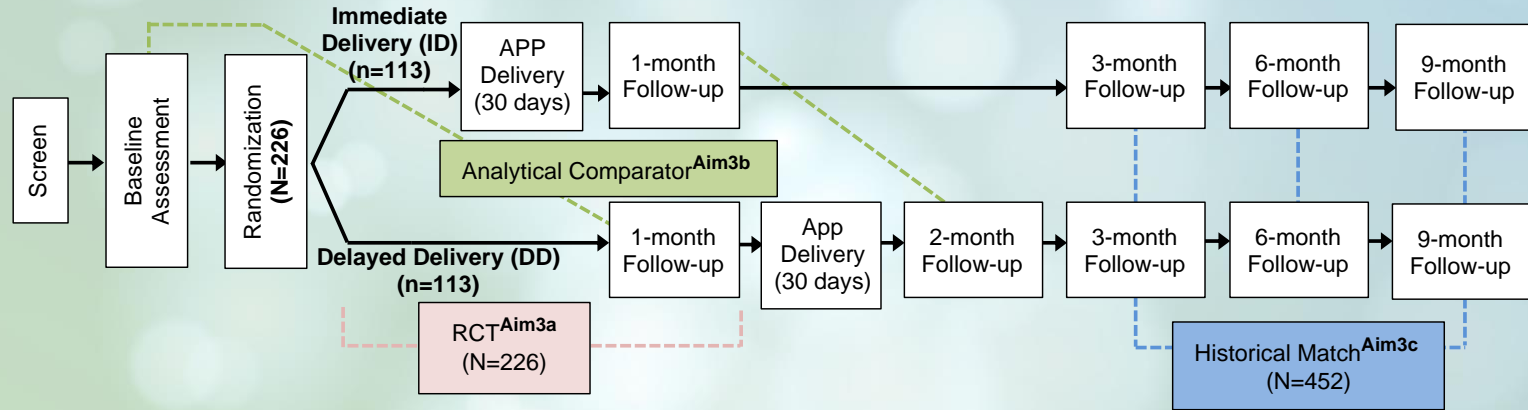 Screen
Baseline
Assessment
Randomization
(N=226)
Immediate
Delivery (ID)
(n=113)
APP
Delivery
(30 days)
1-month
Follow-up
3-month
Follow-up
6-month
Follow-up
9-month
Follow-up
Analytical ComparatorAim3b
Delayed Delivery (DD)
(n=113)
1-month
Follow-up
App
Delivery
(30 days)
2-month
Follow-up
3-month
Follow-up
6-month
Follow-up
9-month
Follow-up
RCTAim3a
(N=226)
Historical MatchAim3c
(N=452)